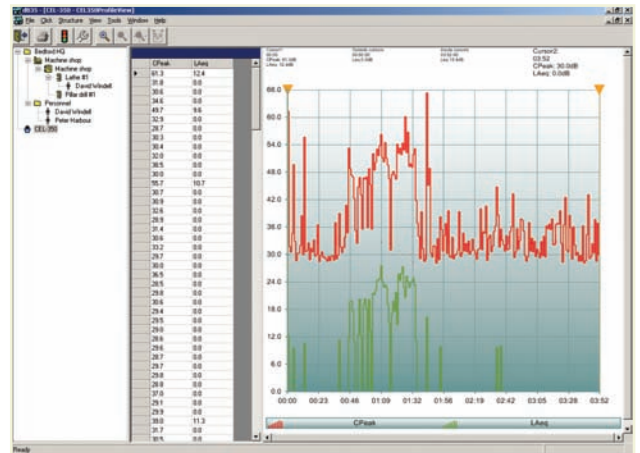 dB35 - [CEL-350 - CEL350ProfileView]
File Click Structure View Tools Window Help
Bedford HQ
Machine shop
Machine shop
Lathe #1
David Windell
Pillar drill #1
Personnel
David Windell
Peter Harbour
CEL-350
CPeak LAeq
61.3 12.4
31.8 0.0
30.6 0.0
34.6 0.0
49.7 9.6
32.9 0.0
28.7 0.0
30.3 0.0
30.4 0.0
32.0 0.0
38.5 0.0
30.0 0.0
55.7 10.7
30.7 0.0
30.9 0.0
32.6 0.0
28.9 0.0
31.4 0.0
30.6 0.0
33.2 0.0
29.7 0.0
30.0 0.0
36.5 0.0
28.5 0.0
29.8 0.0
30.6 0.0
29.4 0.0
29.5 0.0
29.0 0.0
28.6 0.0
29.6 0.0
28.7 0.0
29.7 0.0
29.8 0.0
28.8 0.0
37.0 0.0
29.1 0.0
29.9 0.0
39.0 11.3
31.7 0.0
30.5 0.0
Cursor2:
03:52
CPeak: 30.0dB
LAeq: 0.0dB
66.0
60.0
54.0
48.0
42.0
36.0
30.0
24.0
18.0
12.0
6.0
0.0
00:00 00:23 00:46 01:09 01:32 01:56 02:19 02:42 03:05 03:28 03:52
CPeak LAeq
Ready